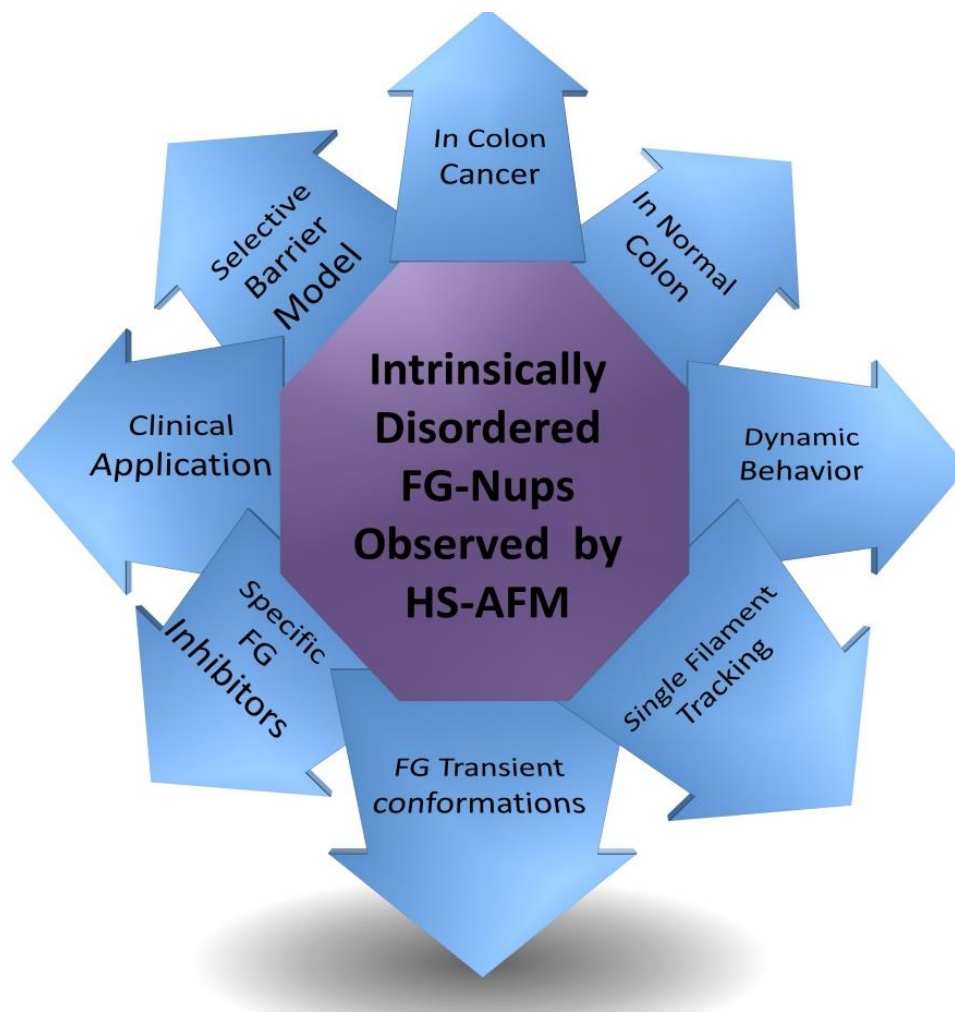 Intrinsically
Disordered
FG-Nups
Observed by
HS-AFM
In Colon
Cancer
In Normal
Colon
Dynamic
Behavior
Single Filament
Tracking
FG Transient
conformations
Specific
FG
Inhibitors
Clinical
Application
Selective
Barrier
Model